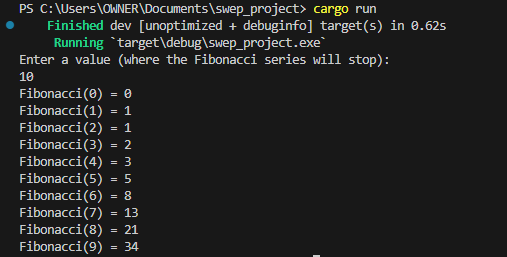 PS C:\Users\OWNER\Documents\swep_project> cargo run
Finished dev [unoptimized + debuginfo] target(s) in 0.62s
Running `target\debug\swep_project.exe`
Enter a value (where the Fibonacci series will stop):
10
Fibonacci(0) = 0
Fibonacci(1) = 1
Fibonacci(2) = 1
Fibonacci(3) = 2
Fibonacci(4) = 3
Fibonacci(5) = 5
Fibonacci(6) = 8
Fibonacci(7) = 13
Fibonacci(8) = 21
Fibonacci(9) = 34